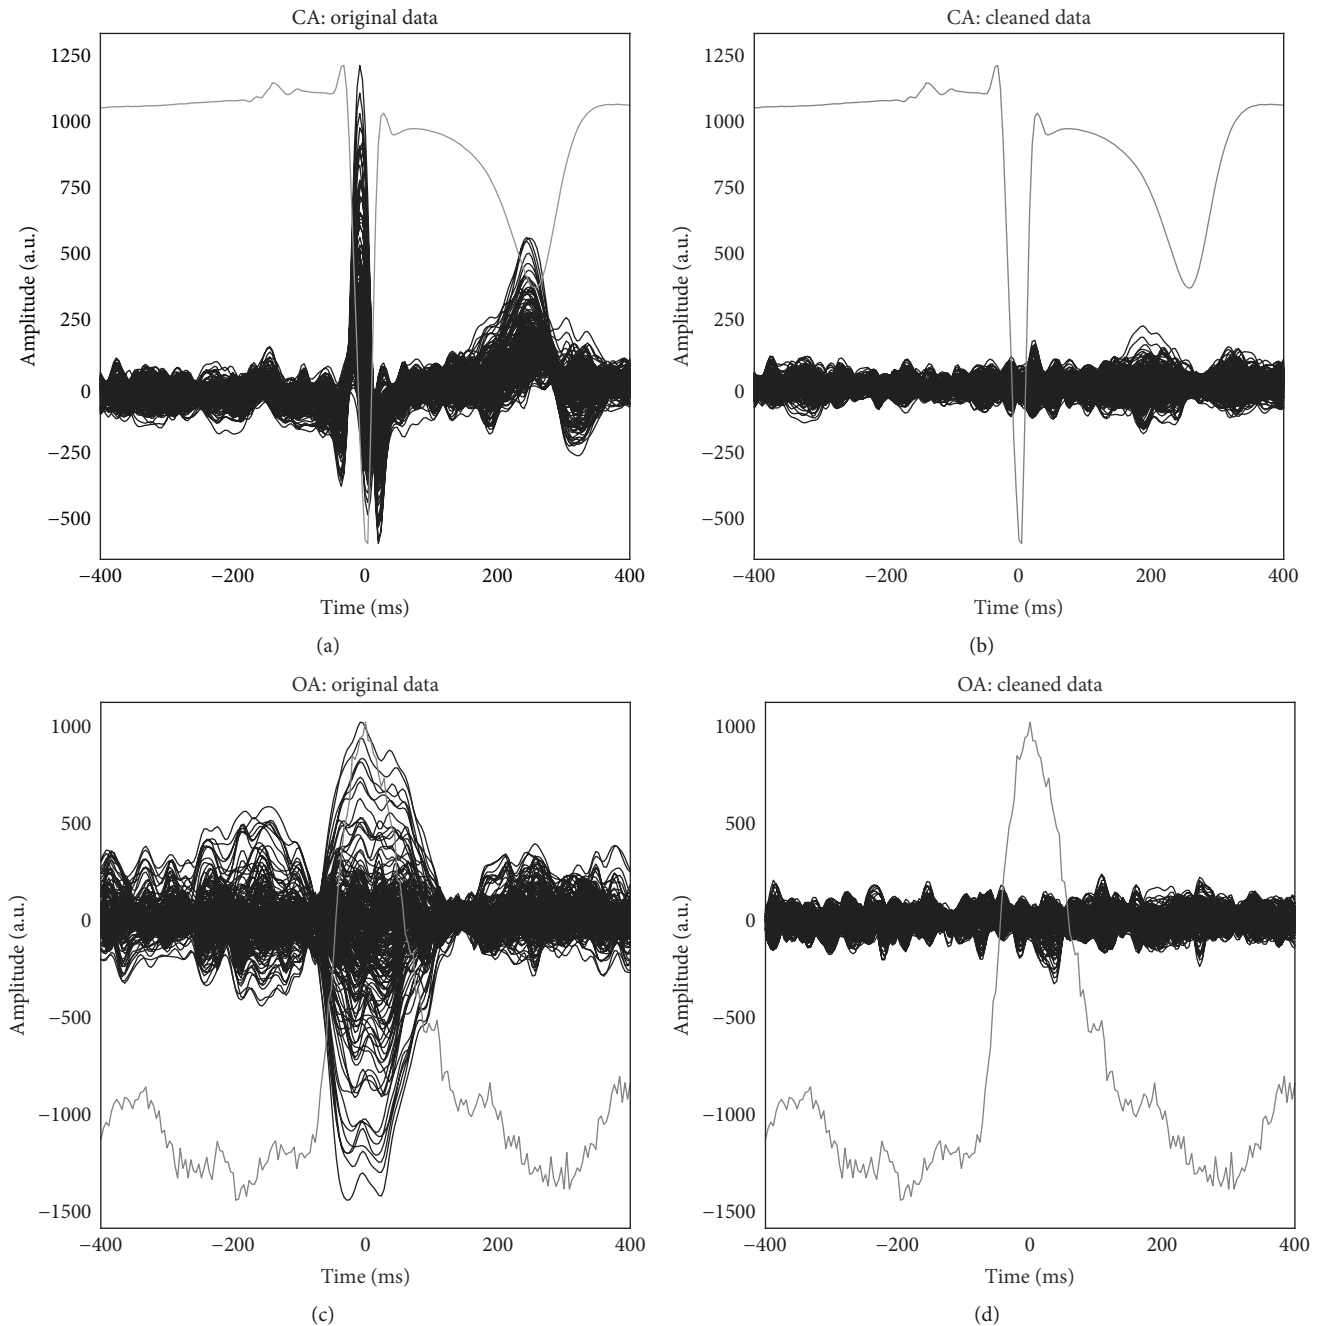 CA: original data
1250
1000
750
500
250
0
−250
−500
Amplitude (a.u.)
−400 −200 0 200 400
Time (ms)
(a)
CA: cleaned data
1250
1000
750
500
250
0
−250
−500
Amplitude (a.u.)
−400 −200 0 200 400
Time (ms)
(b)
OA: original data
1000
500
0
−500
−1000
−1500
Amplitude (a.u.)
−400 −200 0 200 400
Time (ms)
(c)
OA: cleaned data
1000
500
0
−500
−1000
−1500
Amplitude (a.u.)
−400 −200 0 200 400
Time (ms)
(d)